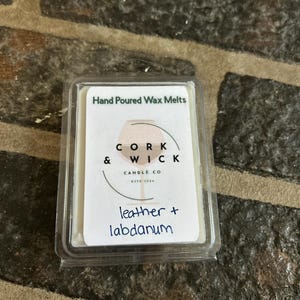 Hand Poured Wax Melts
CORK
& WICK
CANDLE CO
leather +
labdanum